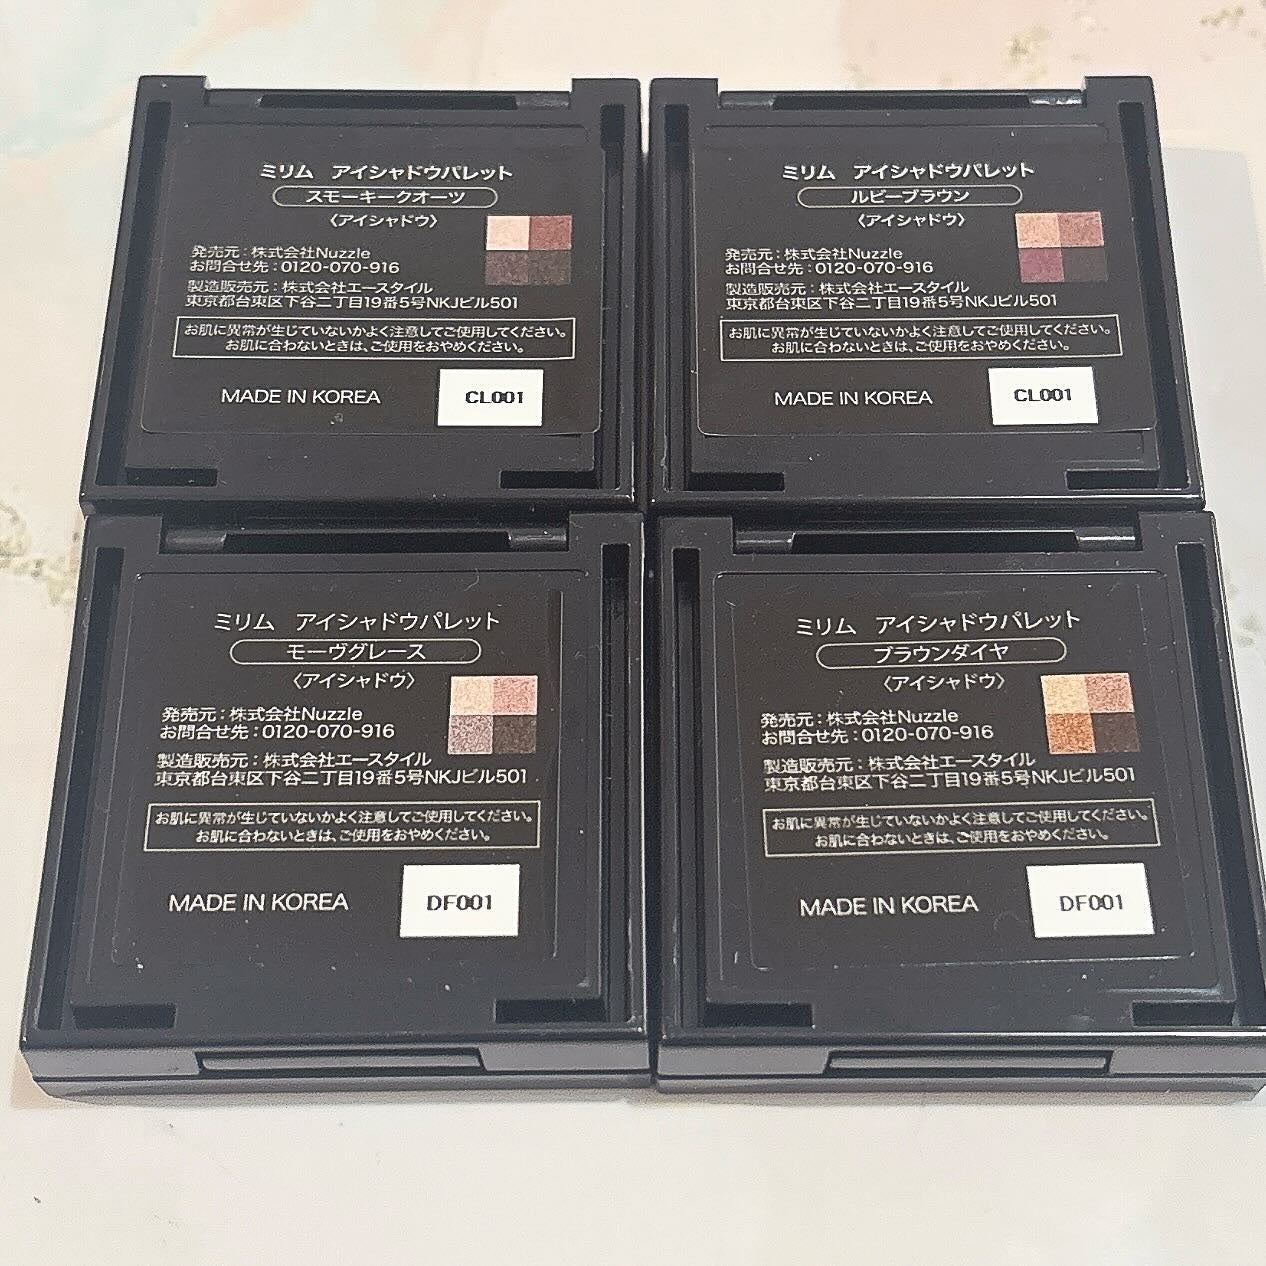 ミリム　アイシャドウパレット
スモーキークオーツ
〈アイシャドウ〉
発売元：株式会社Nuzzle
お問合せ先：0120-070-916
製造販売元：株式会社エースタイル
東京都台東区下谷二丁目19番5号NKJビル501
お肌に異常が生じていないかよく注意してご使用してください。
お肌に合わないときは、ご使用をおやめください。
MADE IN KOREA
CL001
ミリム　アイシャドウパレット
ルビーブラウン
〈アイシャドウ〉
発売元：株式会社Nuzzle
お問合せ先：0120-070-916
製造販売元：株式会社エースタイル
東京都台東区下谷二丁目19番5号NKJビル501
お肌に異常が生じていないかよく注意してご使用してください。
お肌に合わないときは、ご使用をおやめください。
MADE IN KOREA
CL001
ミリム　アイシャドウパレット
モーヴグレース
〈アイシャドウ〉
発売元：株式会社Nuzzle
お問合せ先：0120-070-916
製造販売元：株式会社エースタイル
東京都台東区下谷二丁目19番5号NKJビル501
お肌に異常が生じていないかよく注意してご使用してください。
お肌に合わないときは、ご使用をおやめください。
MADE IN KOREA
DF001
ミリム　アイシャドウパレット
ブラウンダイヤ
〈アイシャドウ〉
発売元：株式会社Nuzzle
お問合せ先：0120-070-916
製造販売元：株式会社エースタイル
東京都台東区下谷二丁目19番5号NKJビル501
お肌に異常が生じていないかよく注意してご使用してください。
お肌に合わないときは、ご使用をおやめください。
MADE IN KOREA
DF001